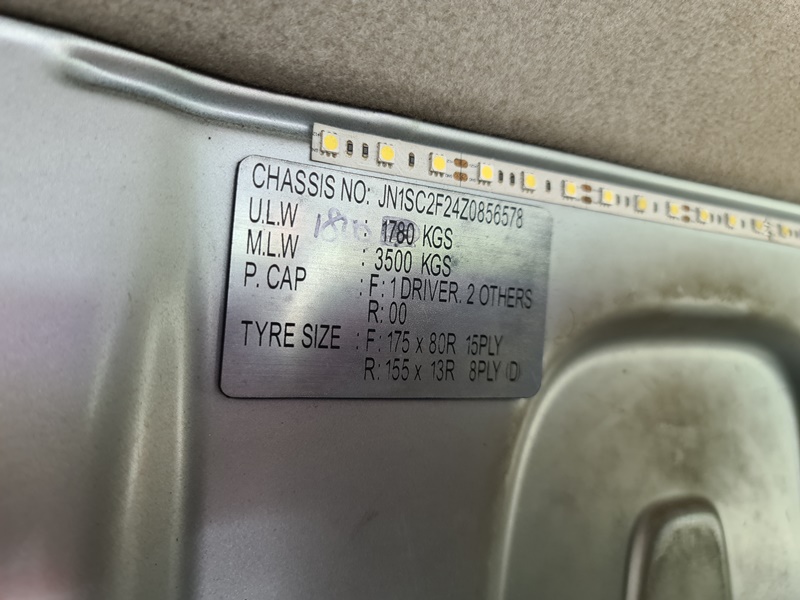 CHASSIS NO: JN1SC2F24Z0856578
U.L.W : 1780 KGS
M.L.W : 3500 KGS
P. CAP : F: 1 DRIVER. 2 OTHERS
R: 00
TYRE SIZE : F: 175 x 80R 15PLY
R: 155 x 13R 8PLY (D)